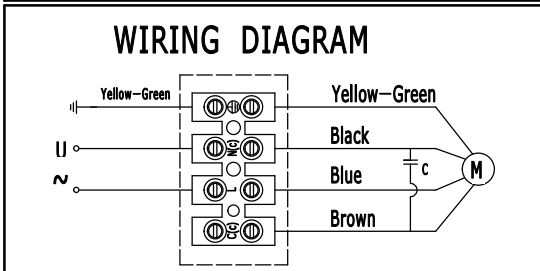 WIRING DIAGRAM
Yellow-Green
Yellow-Green
U
N(C)
Black
~
L
Blue
C
M
C(C)
Brown